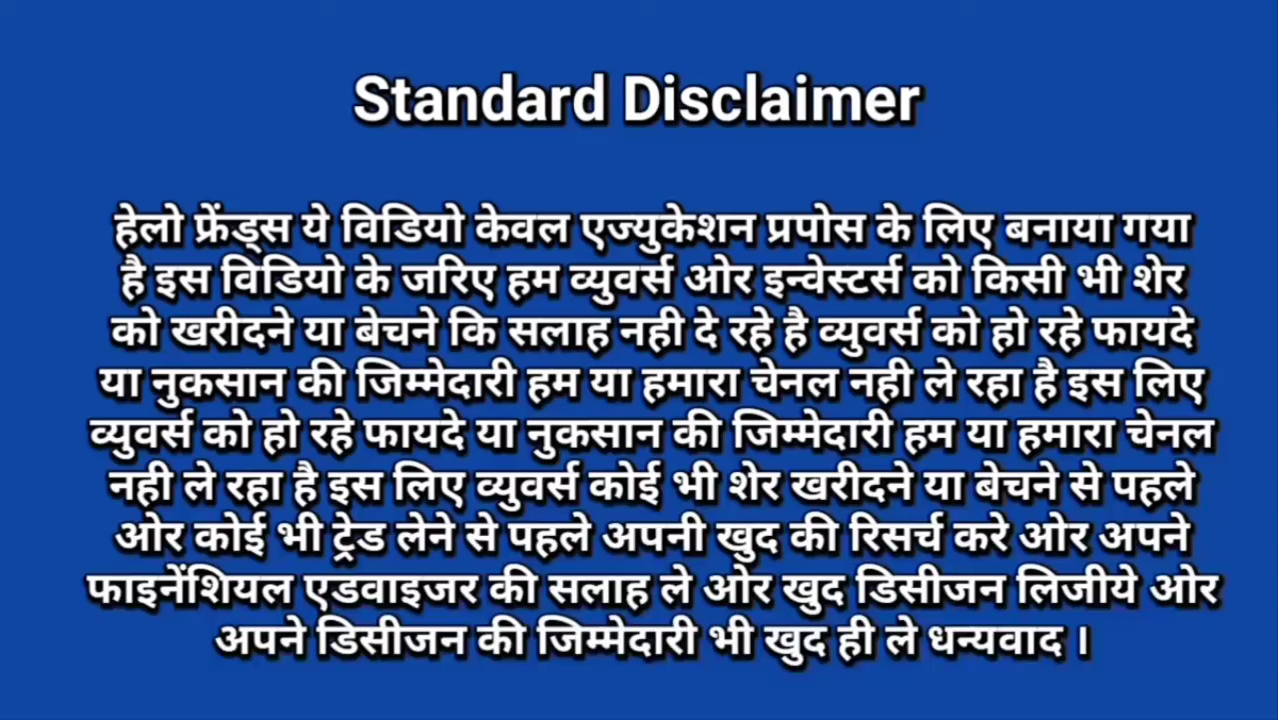 Standard Disclaimer
हेलो फ्रेंड्स ये विडियो केवल एज्युकेशन प्रपोस के लिए बनाया गया
है इस विडियो के जरिए हम व्युवर्स ओर इन्वेस्टर्स को किसी भी शेर
को खरीदने या बेचने कि सलाह नही दे रहे है व्युवर्स को हो रहे फायदे
या नुकसान की जिम्मेदारी हम या हमारा चेनल नही ले रहा है इस लिए
व्युवर्स को हो रहे फायदे या नुकसान की जिम्मेदारी हम या हमारा चेनल
नही ले रहा है इस लिए व्युवर्स कोई भी शेर खरीदने या बेचने से पहले
ओर कोई भी ट्रेड लेने से पहले अपनी खुद की रिसर्च करे ओर अपने
फाइनेंशियल एडवाइजर की सलाह ले ओर खुद डिसीजन लिजीये ओर
अपने डिसीजन की जिम्मेदारी भी खुद ही ले धन्यवाद ।